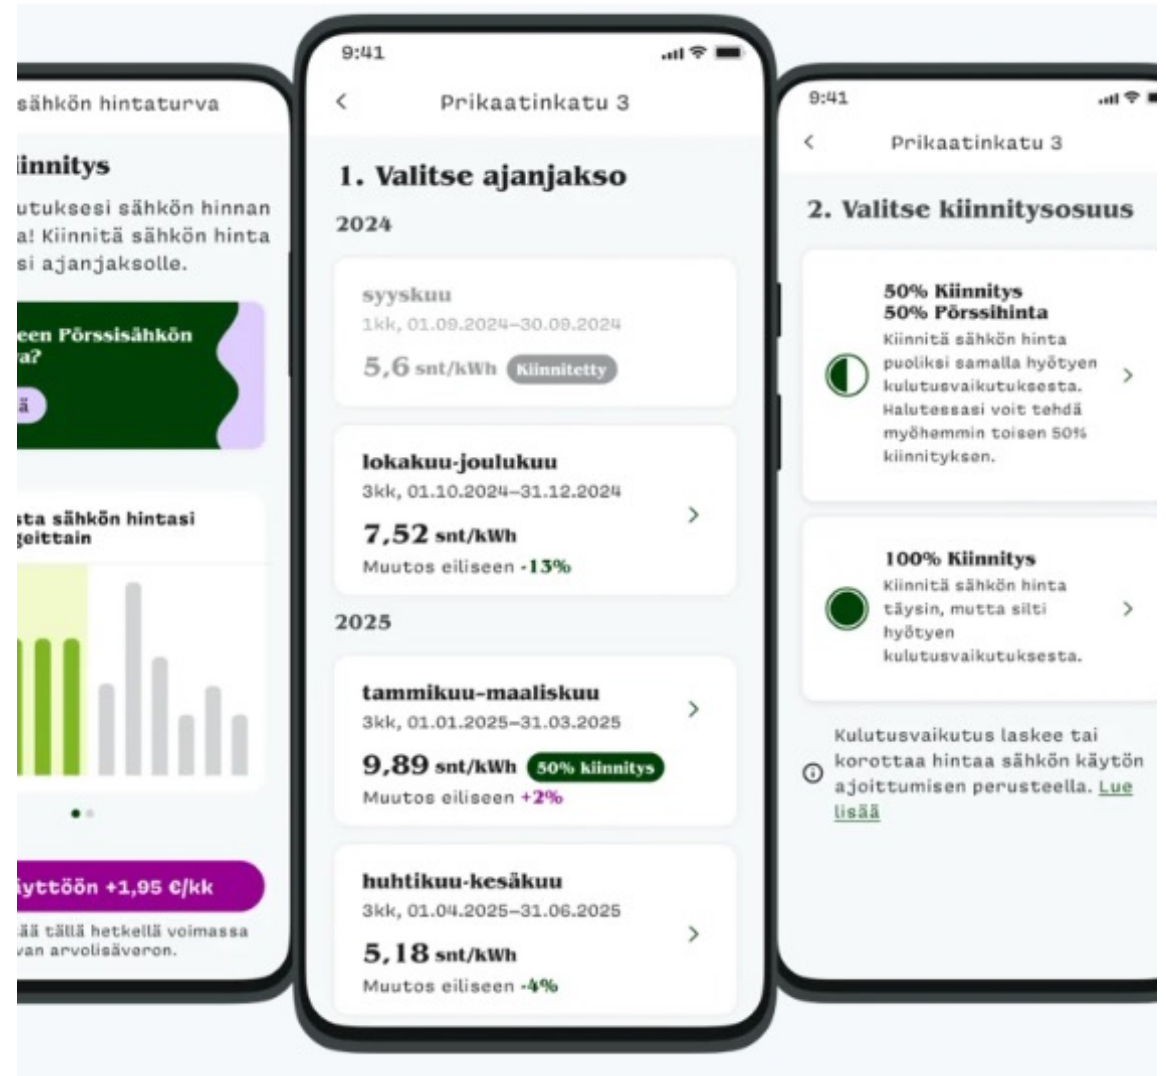 sähkön hintaturva
iinnitys
utuksesi sähkön hinnan
a! Kiinnitä sähkön hinta
si ajanjaksolle.
een Pörssisähkön
va?
ä
sta sähkön hintasi
geittain
äyttöön +1,95 €/kk
ää tällä hetkellä voimassa
van arvolisäveron.
9:41
Prikaatinkatu 3
1. Valitse ajanjakso
2024
syyskuu
1kk, 01.09.2024–30.09.2024
5,6 snt/kWh Kiinnitetty
lokakuu-joulukuu
3kk, 01.10.2024–31.12.2024
7,52 snt/kWh
Muutos eiliseen -13%
2025
tammikuu-maaliskuu
3kk, 01.01.2025–31.03.2025
9,89 snt/kWh 50% kiinnitys
Muutos eiliseen +2%
huhtikuu-kesäkuu
3kk, 01.04.2025–31.06.2025
5,18 snt/kWh
Muutos eiliseen -4%
9:41
Prikaatinkatu 3
2. Valitse kiinnitysosuus
50% Kiinnitys
50% Pörssihinta
Kiinnitä sähkön hinta
puoliksi samalla hyötyen
kulutusvaikutuksesta.
Halutessasi voit tehdä
myöhemmin toisen 50%
kiinnityksen.
100% Kiinnitys
Kiinnitä sähkön hinta
täysin, mutta silti
hyötyen
kulutusvaikutuksesta.
Kulutusvaikutus laskee tai
korottaa hintaa sähkön käytön
ajoittumisen perusteella. Lue
lisää